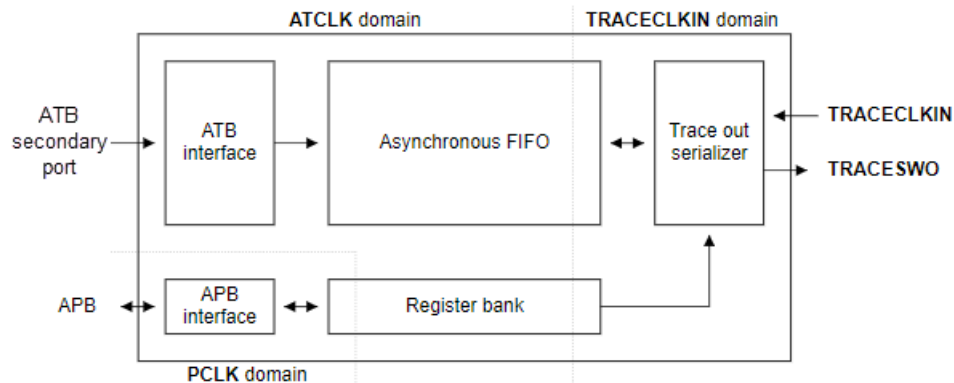 ATCLK domain
TRACECLKIN domain
ATB
secondary
port
ATB
interface
Asynchronous FIFO
Trace out
serializer
TRACECLKIN
TRACESWO
APB
APB
interface
Register bank
PCLK domain